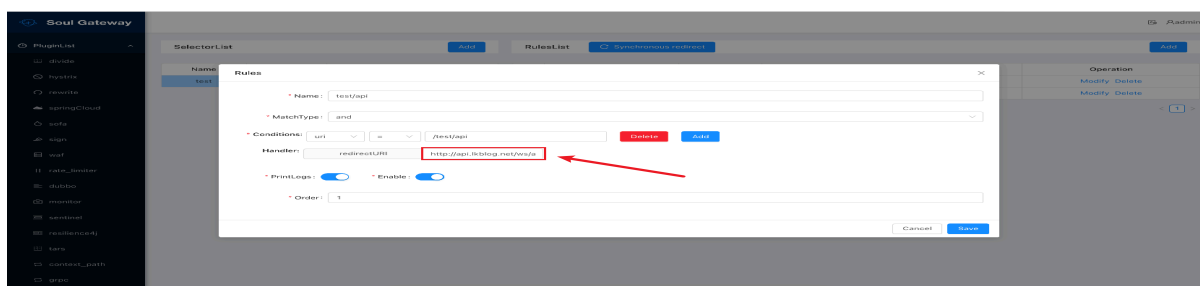 Soul Gateway
admin
PluginList
SelectorList
Add
RulesList
Synchronous redirect
Add
divide
hystrix
rewrite
springCloud
sofa
sign
waf
rate_limiter
dubbo
monitor
sentinel
resilience4j
tars
context_path
grpc
Name
test
Operation
Modify Delete
Modify Delete
1
Rules
* Name: test/api
* MatchType: and
* Conditions: uri = /test/api Delete Add
Handler: redirectURI http://api.lkblog.net/ws/a
* PrintLogs: * Enable:
* Order: 1
Cancel Save